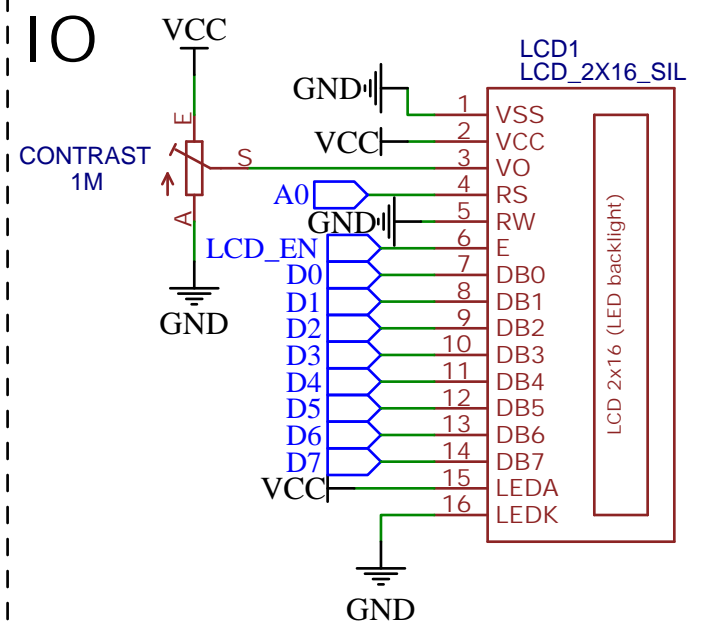 IO
VCC
E
CONTRAST
1M
S
A
GND
LCD1
LCD_2X16_SIL
GND
1
VSS
VCC
2
VCC
3
VO
A0
4
RS
GND
5
RW
LCD_EN
6
E
D0
7
DB0
D1
8
DB1
D2
9
DB2
D3
10
DB3
D4
11
DB4
D5
12
DB5
D6
13
DB6
D7
14
DB7
VCC
15
LEDA
16
LEDK
GND
LCD 2x16 (LED backlight)